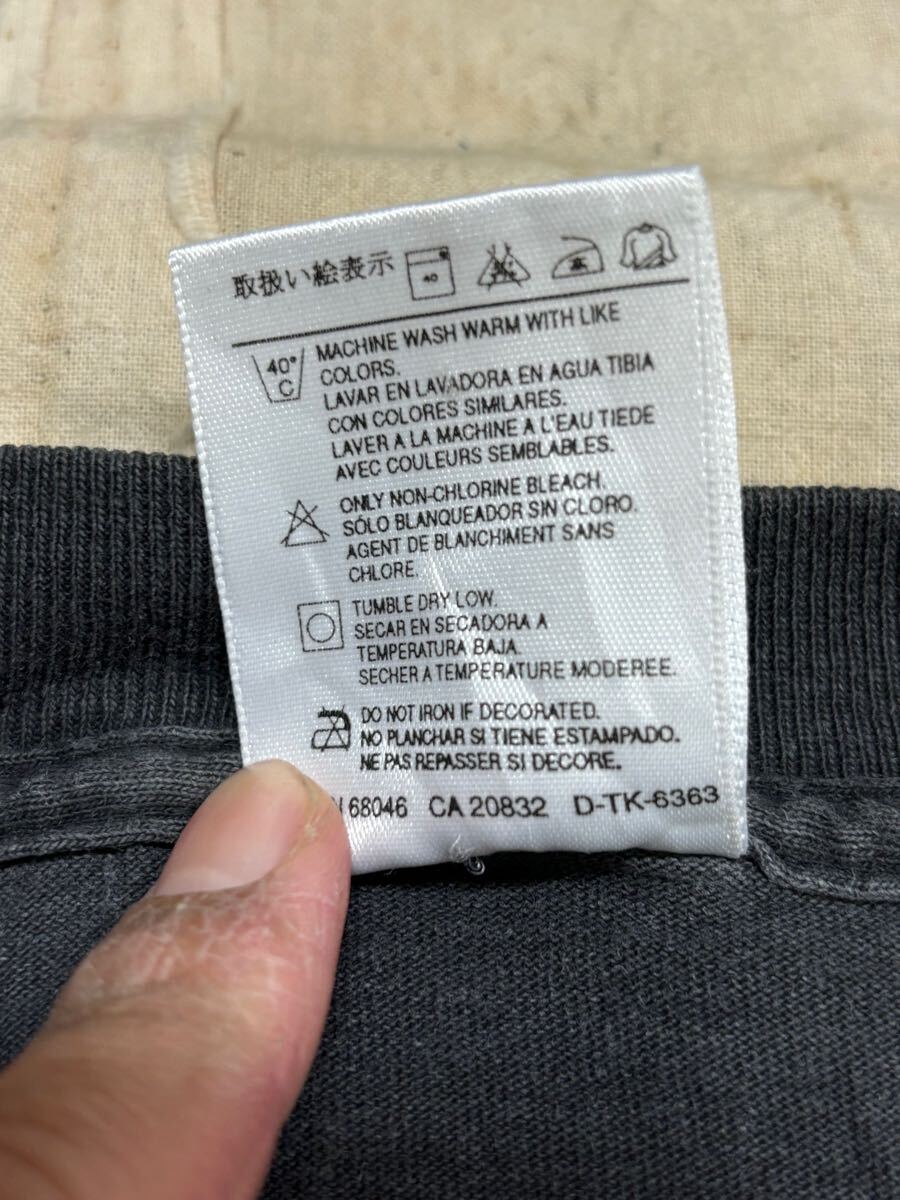 取扱い絵表示 40
40° MACHINE WASH WARM WITH LIKE
C COLORS.
LAVAR EN LAVADORA EN AGUA TIBIA
CON COLORES SIMILARES.
LAVER A LA MACHINE A L'EAU TIEDE
AVEC COULEURS SEMBLABLES.
ONLY NON-CHLORINE BLEACH.
SÓLO BLANQUEADOR SIN CLORO.
AGENT DE BLANCHIMENT SANS
CHLORE.
TUMBLE DRY LOW.
SECAR EN SECADORA A
TEMPERATURA BAJA.
SECHER A TEMPERATURE MODEREE.
DO NOT IRON IF DECORATED.
NO PLANCHAR SI TIENE ESTAMPADO.
NE PAS REPASSER SI DECORE.
68046 CA 20832 D-TK-6363